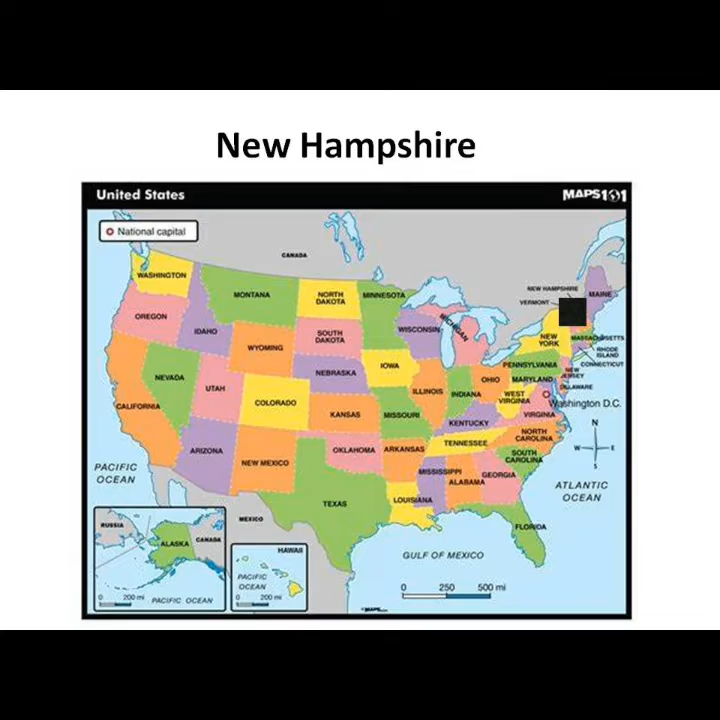 New Hampshire
United States
MAPS101
National capital
CANADA
WASHINGTON
MONTANA
NORTH
DAKOTA
MINNESOTA
NEW HAMPSHIRE
VERMONT
MAINE
OREGON
IDAHO
WYOMING
SOUTH
DAKOTA
WISCONSIN
MICHIGAN
NEW
YORK
MASSACHUSETTS
RHODE
ISLAND
CONNECTICUT
NEVADA
UTAH
COLORADO
NEBRASKA
IOWA
ILLINOIS
INDIANA
OHIO
PENNSYLVANIA
NEW
JERSEY
MARYLAND
DELAWARE
WEST
VIRGINIA
Washington D.C.
CALIFORNIA
KANSAS
MISSOURI
KENTUCKY
VIRGINIA
ARIZONA
NEW MEXICO
OKLAHOMA
ARKANSAS
TENNESSEE
NORTH
CAROLINA
SOUTH
CAROLINA
N
W
E
S
PACIFIC
OCEAN
TEXAS
LOUISIANA
MISSISSIPPI
ALABAMA
GEORGIA
FLORIDA
ATLANTIC
OCEAN
MEXICO
GULF OF MEXICO
RUSSIA
ALASKA
CANADA
0 200 mi
PACIFIC OCEAN
HAWAII
PACIFIC
OCEAN
0 200 mi
0 250 500 mi